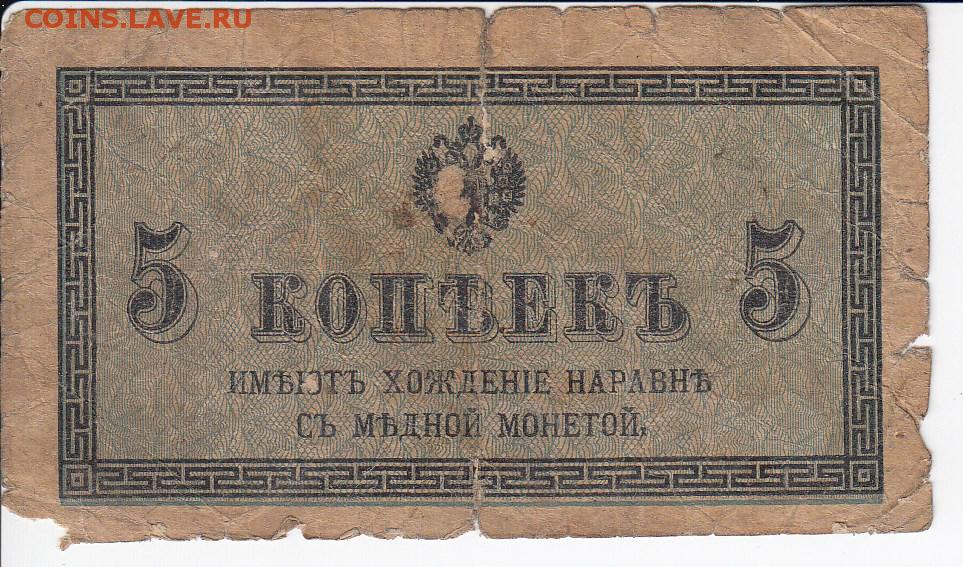 COINS.LAVE.RU
5 КОПѢЕКЪ 5
ИМѢЮТЪ ХОЖДЕНІЕ НАРАВНѢ
СЪ МѢДНОЙ МОНЕТОЙ.